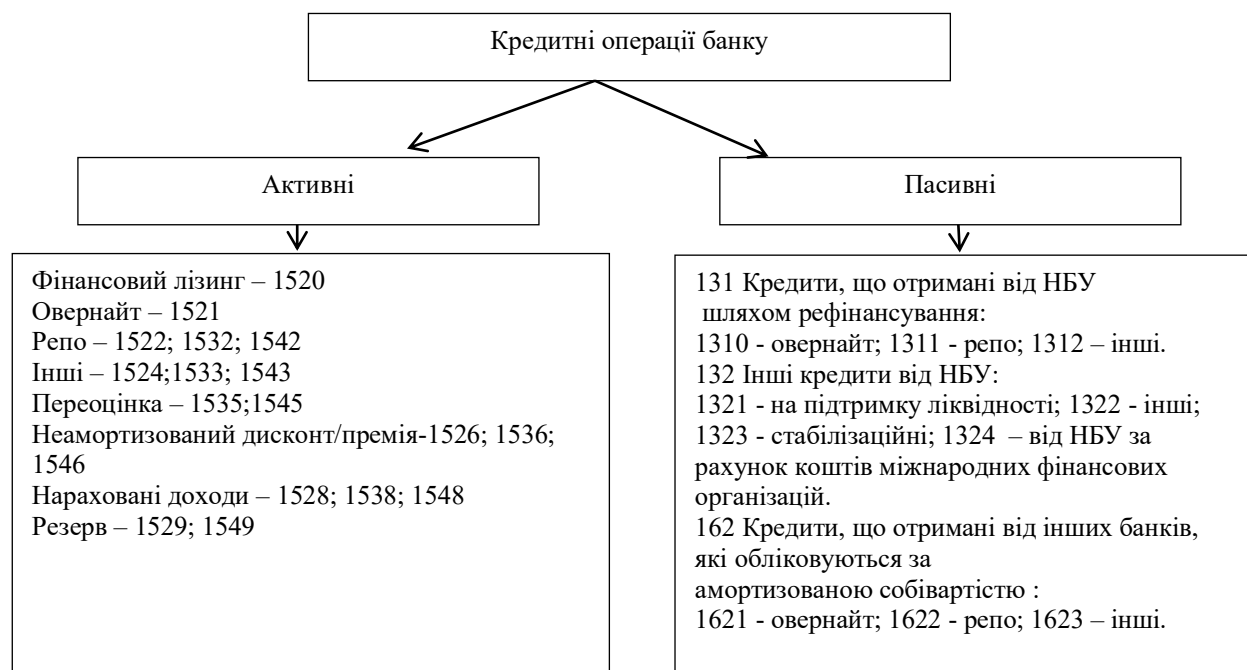 Кредитні операції банку
Активні
Пасивні
Фінансовий лізинг – 1520
Овернайт – 1521
Репо – 1522; 1532; 1542
Інші – 1524;1533; 1543
Переоцінка – 1535;1545
Неамортизований дисконт/премія-1526; 1536;
1546
Нараховані доходи – 1528; 1538; 1548
Резерв – 1529; 1549
131 Кредити, що отримані від НБУ
шляхом рефінансування:
1310 - овернайт; 1311 - репо; 1312 – інші.
132 Інші кредити від НБУ:
1321 - на підтримку ліквідності; 1322 - інші;
1323 - стабілізаційні; 1324 – від НБУ за
рахунок коштів міжнародних фінансових
організацій.
162 Кредити, що отримані від інших банків,
які обліковуються за
амортизованою собівартістю :
1621 - овернайт; 1622 - репо; 1623 – інші.